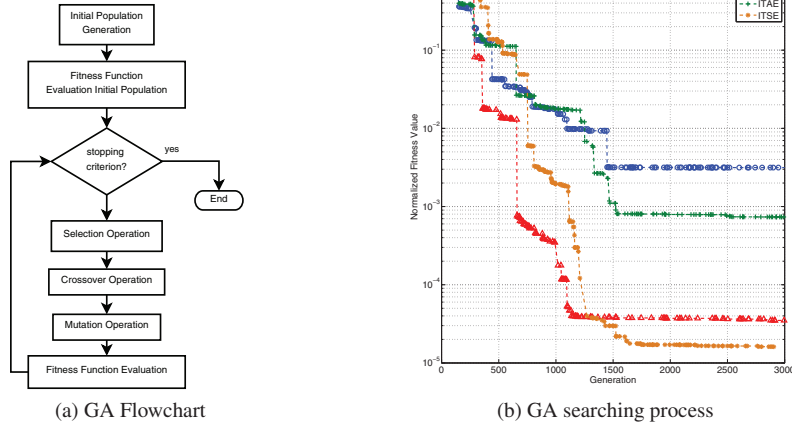 Initial Population
Generation
Fitness Function
Evaluation Initial Population
stopping
criterion?
yes
End
Selection Operation
Crossover Operation
Mutation Operation
Fitness Function Evaluation
(a) GA Flowchart
ITAE
ITSE
Normalized Fitness Value
10⁻¹
10⁻²
10⁻³
10⁻⁴
10⁻⁵
0 500 1000 1500 2000 2500 3000
Generation
(b) GA searching process